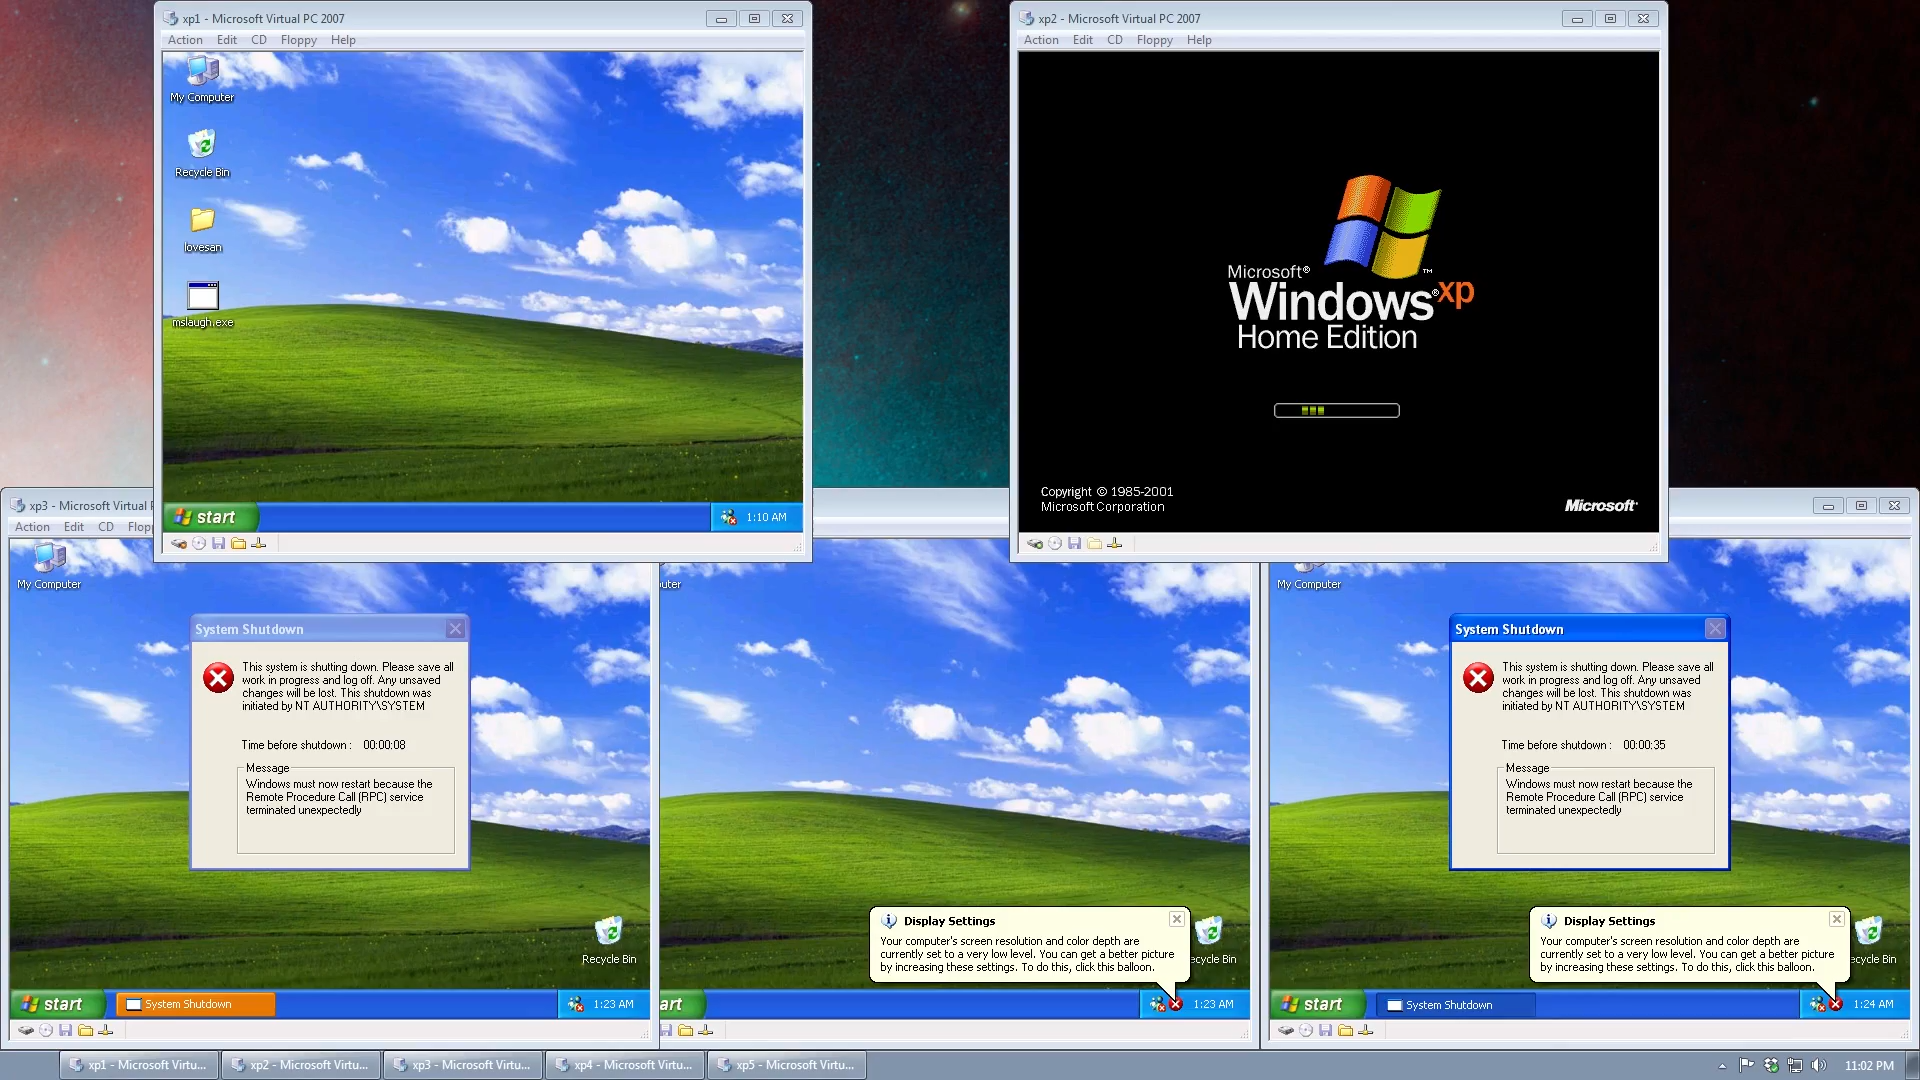 xp1 - Microsoft Virtual PC 2007
Action Edit CD Floppy Help
My Computer
Recycle Bin
lovesan
mslaugh.exe
start
1:10 AM
xp2 - Microsoft Virtual PC 2007
Action Edit CD Floppy Help
Microsoft®
Windows®xp
™
Home Edition
Copyright © 1985-2001
Microsoft Corporation
Microsoft®
xp3 - Microsoft Virtual P
Action Edit CD Flopp
My Computer
System Shutdown
This system is shutting down. Please save all
work in progress and log off. Any unsaved
changes will be lost. This shutdown was
initiated by NT AUTHORITY\SYSTEM
Time before shutdown : 00:00:08
Message
Windows must now restart because the
Remote Procedure Call (RPC) service
terminated unexpectedly
Recycle Bin
start
System Shutdown
1:23 AM
uter
Display Settings
Your computer's screen resolution and color depth are
currently set to a very low level. You can get a better picture
by increasing these settings. To do this, click this balloon.
ecycle Bin
art
1:23 AM
My Computer
System Shutdown
This system is shutting down. Please save all
work in progress and log off. Any unsaved
changes will be lost. This shutdown was
initiated by NT AUTHORITY\SYSTEM
Time before shutdown : 00:00:35
Message
Windows must now restart because the
Remote Procedure Call (RPC) service
terminated unexpectedly
Display Settings
Your computer's screen resolution and color depth are
currently set to a very low level. You can get a better picture
by increasing these settings. To do this, click this balloon.
ecycle Bin
start
System Shutdown
1:24 AM
xp1 - Microsoft Virtu...
xp2 - Microsoft Virtu...
xp3 - Microsoft Virtu...
xp4 - Microsoft Virtu...
xp5 - Microsoft Virtu...
11:02 PM